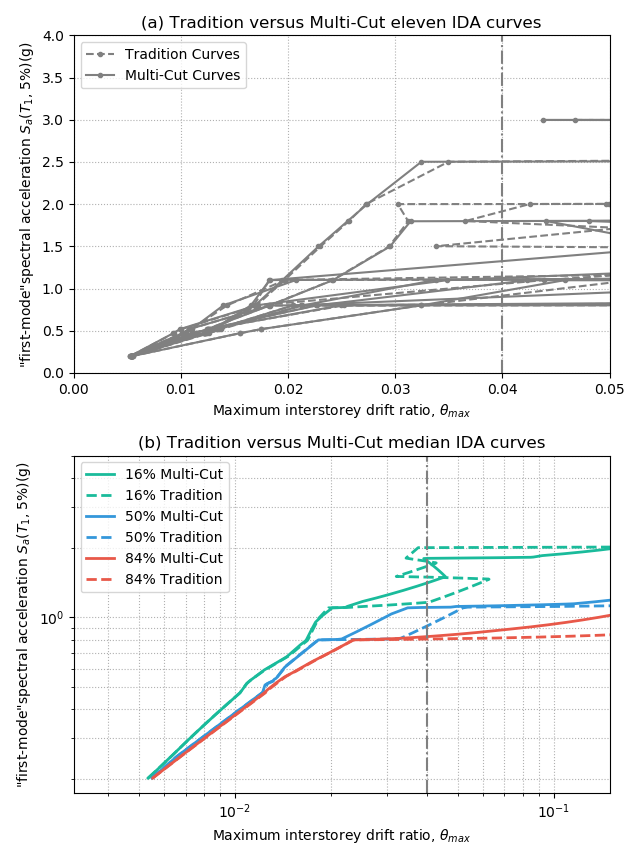 (a) Tradition versus Multi-Cut eleven IDA curves
"first-mode"spectral acceleration Sₐ(T₁, 5%)(g)
4.0
3.5
3.0
2.5
2.0
1.5
1.0
0.5
0.0
Tradition Curves
Multi-Cut Curves
0.00 0.01 0.02 0.03 0.04 0.05
Maximum interstorey drift ratio, θₘₐₓ
(b) Tradition versus Multi-Cut median IDA curves
"first-mode"spectral acceleration Sₐ(T₁, 5%)(g)
10⁰
16% Multi-Cut
16% Tradition
50% Multi-Cut
50% Tradition
84% Multi-Cut
84% Tradition
10⁻² 10⁻¹
Maximum interstorey drift ratio, θₘₐₓ